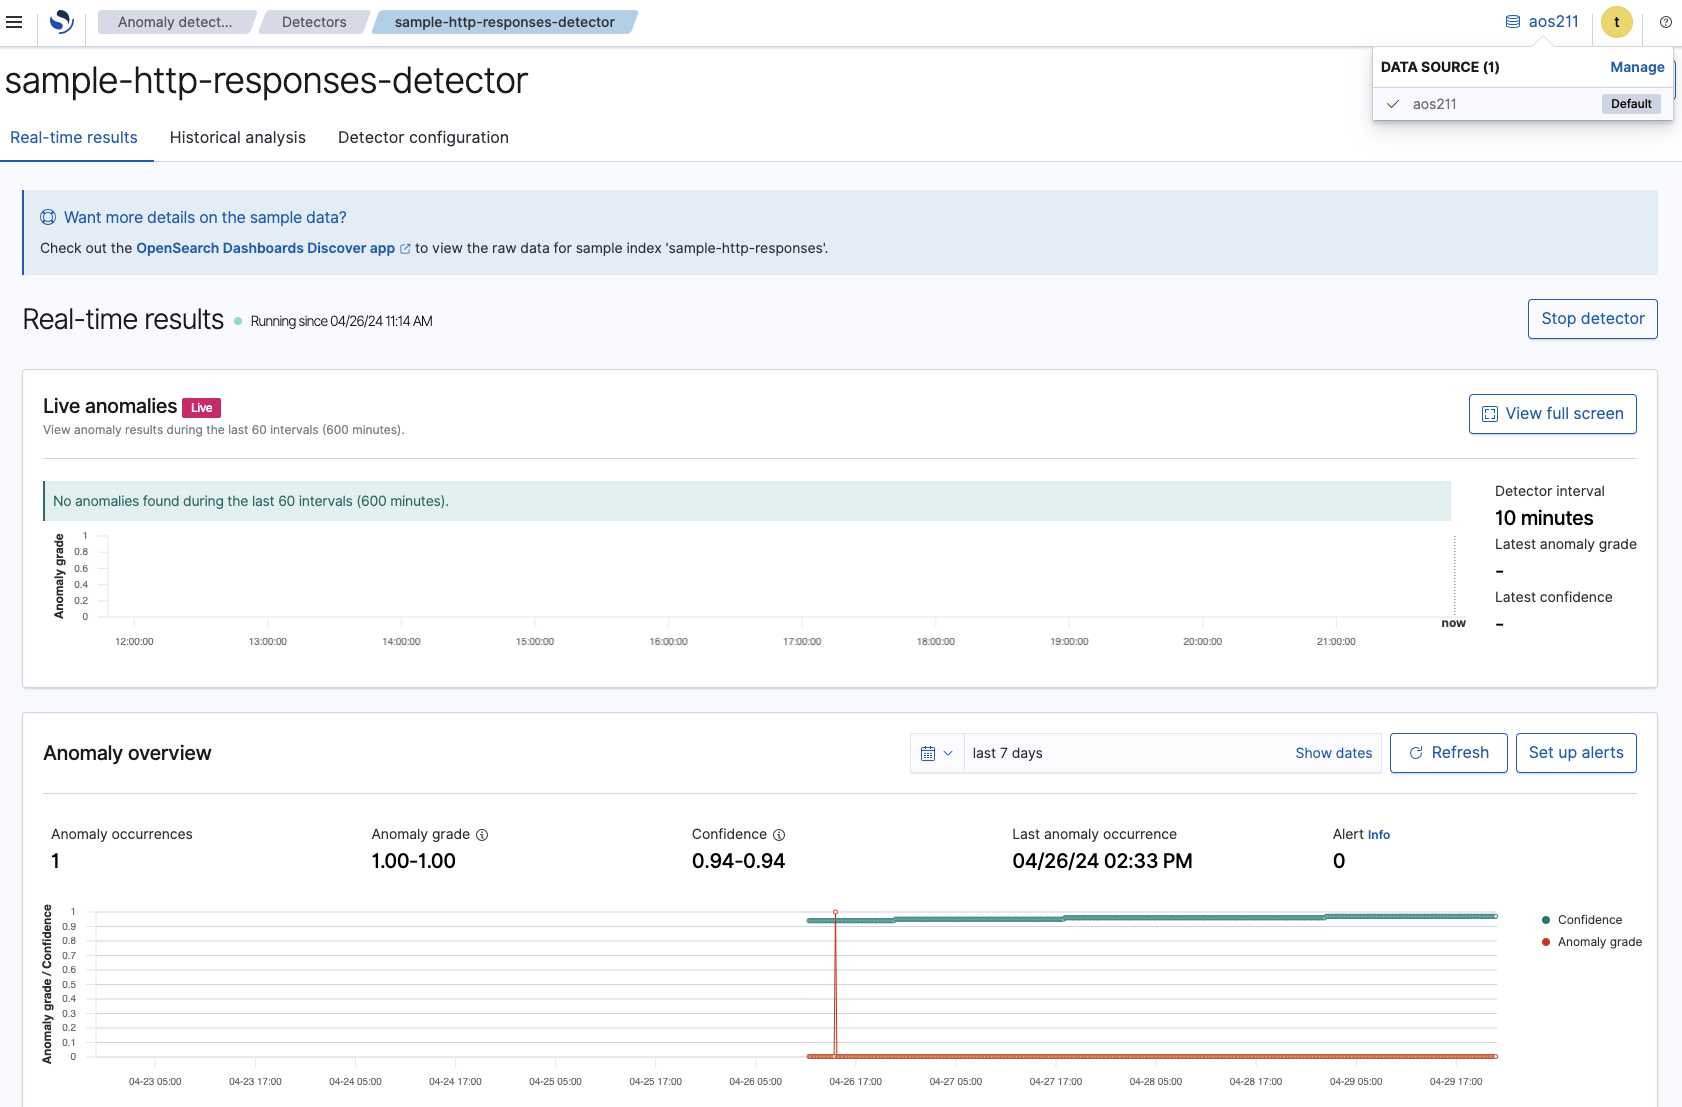 Anomaly detect...
Detectors
sample-http-responses-detector
aos211
t
DATA SOURCE (1)
Manage
aos211
Default
sample-http-responses-detector
Real-time results
Historical analysis
Detector configuration
Want more details on the sample data?
Check out the OpenSearch Dashboards Discover app to view the raw data for sample index 'sample-http-responses'.
Real-time results
Running since 04/26/24 11:14 AM
Stop detector
Live anomalies
Live
View anomaly results during the last 60 intervals (600 minutes).
View full screen
No anomalies found during the last 60 intervals (600 minutes).
Anomaly grade
1
0.8
0.6
0.4
0.2
0
12:00:00
13:00:00
14:00:00
15:00:00
16:00:00
17:00:00
18:00:00
19:00:00
20:00:00
21:00:00
now
Detector interval
10 minutes
Latest anomaly grade
-
Latest confidence
-
Anomaly overview
last 7 days
Show dates
Refresh
Set up alerts
Anomaly occurrences
1
Anomaly grade
1.00-1.00
Confidence
0.94-0.94
Last anomaly occurrence
04/26/24 02:33 PM
Alert Info
0
Anomaly grade / Confidence
1
0.9
0.8
0.7
0.6
0.5
0.4
0.3
0.2
0.1
0
04-23 05:00
04-23 17:00
04-24 05:00
04-24 17:00
04-25 05:00
04-25 17:00
04-26 05:00
04-26 17:00
04-27 05:00
04-27 17:00
04-28 05:00
04-28 17:00
04-29 05:00
04-29 17:00
Confidence
Anomaly grade